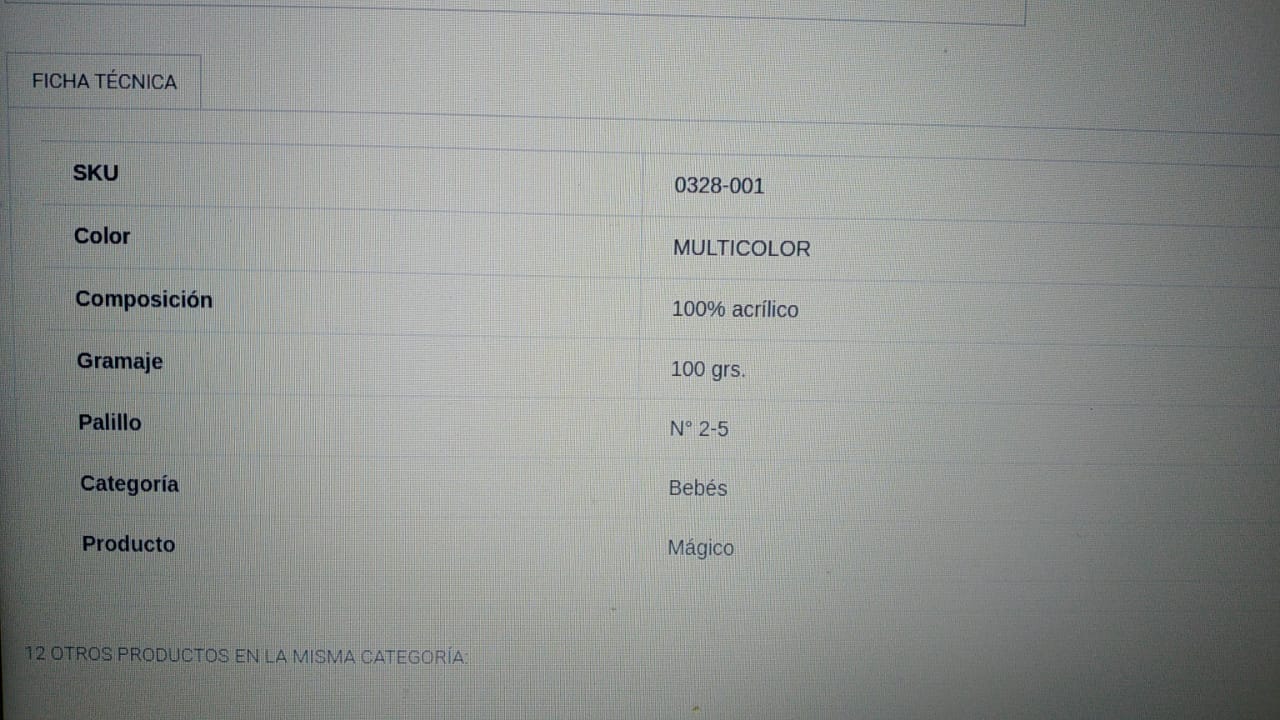 FICHA TÉCNICA
SKU 0328-001
Color MULTICOLOR
Composición 100% acrílico
Gramaje 100 grs.
Palillo N° 2-5
Categoría Bebés
Producto Mágico
12 OTROS PRODUCTOS EN LA MISMA CATEGORÍA: